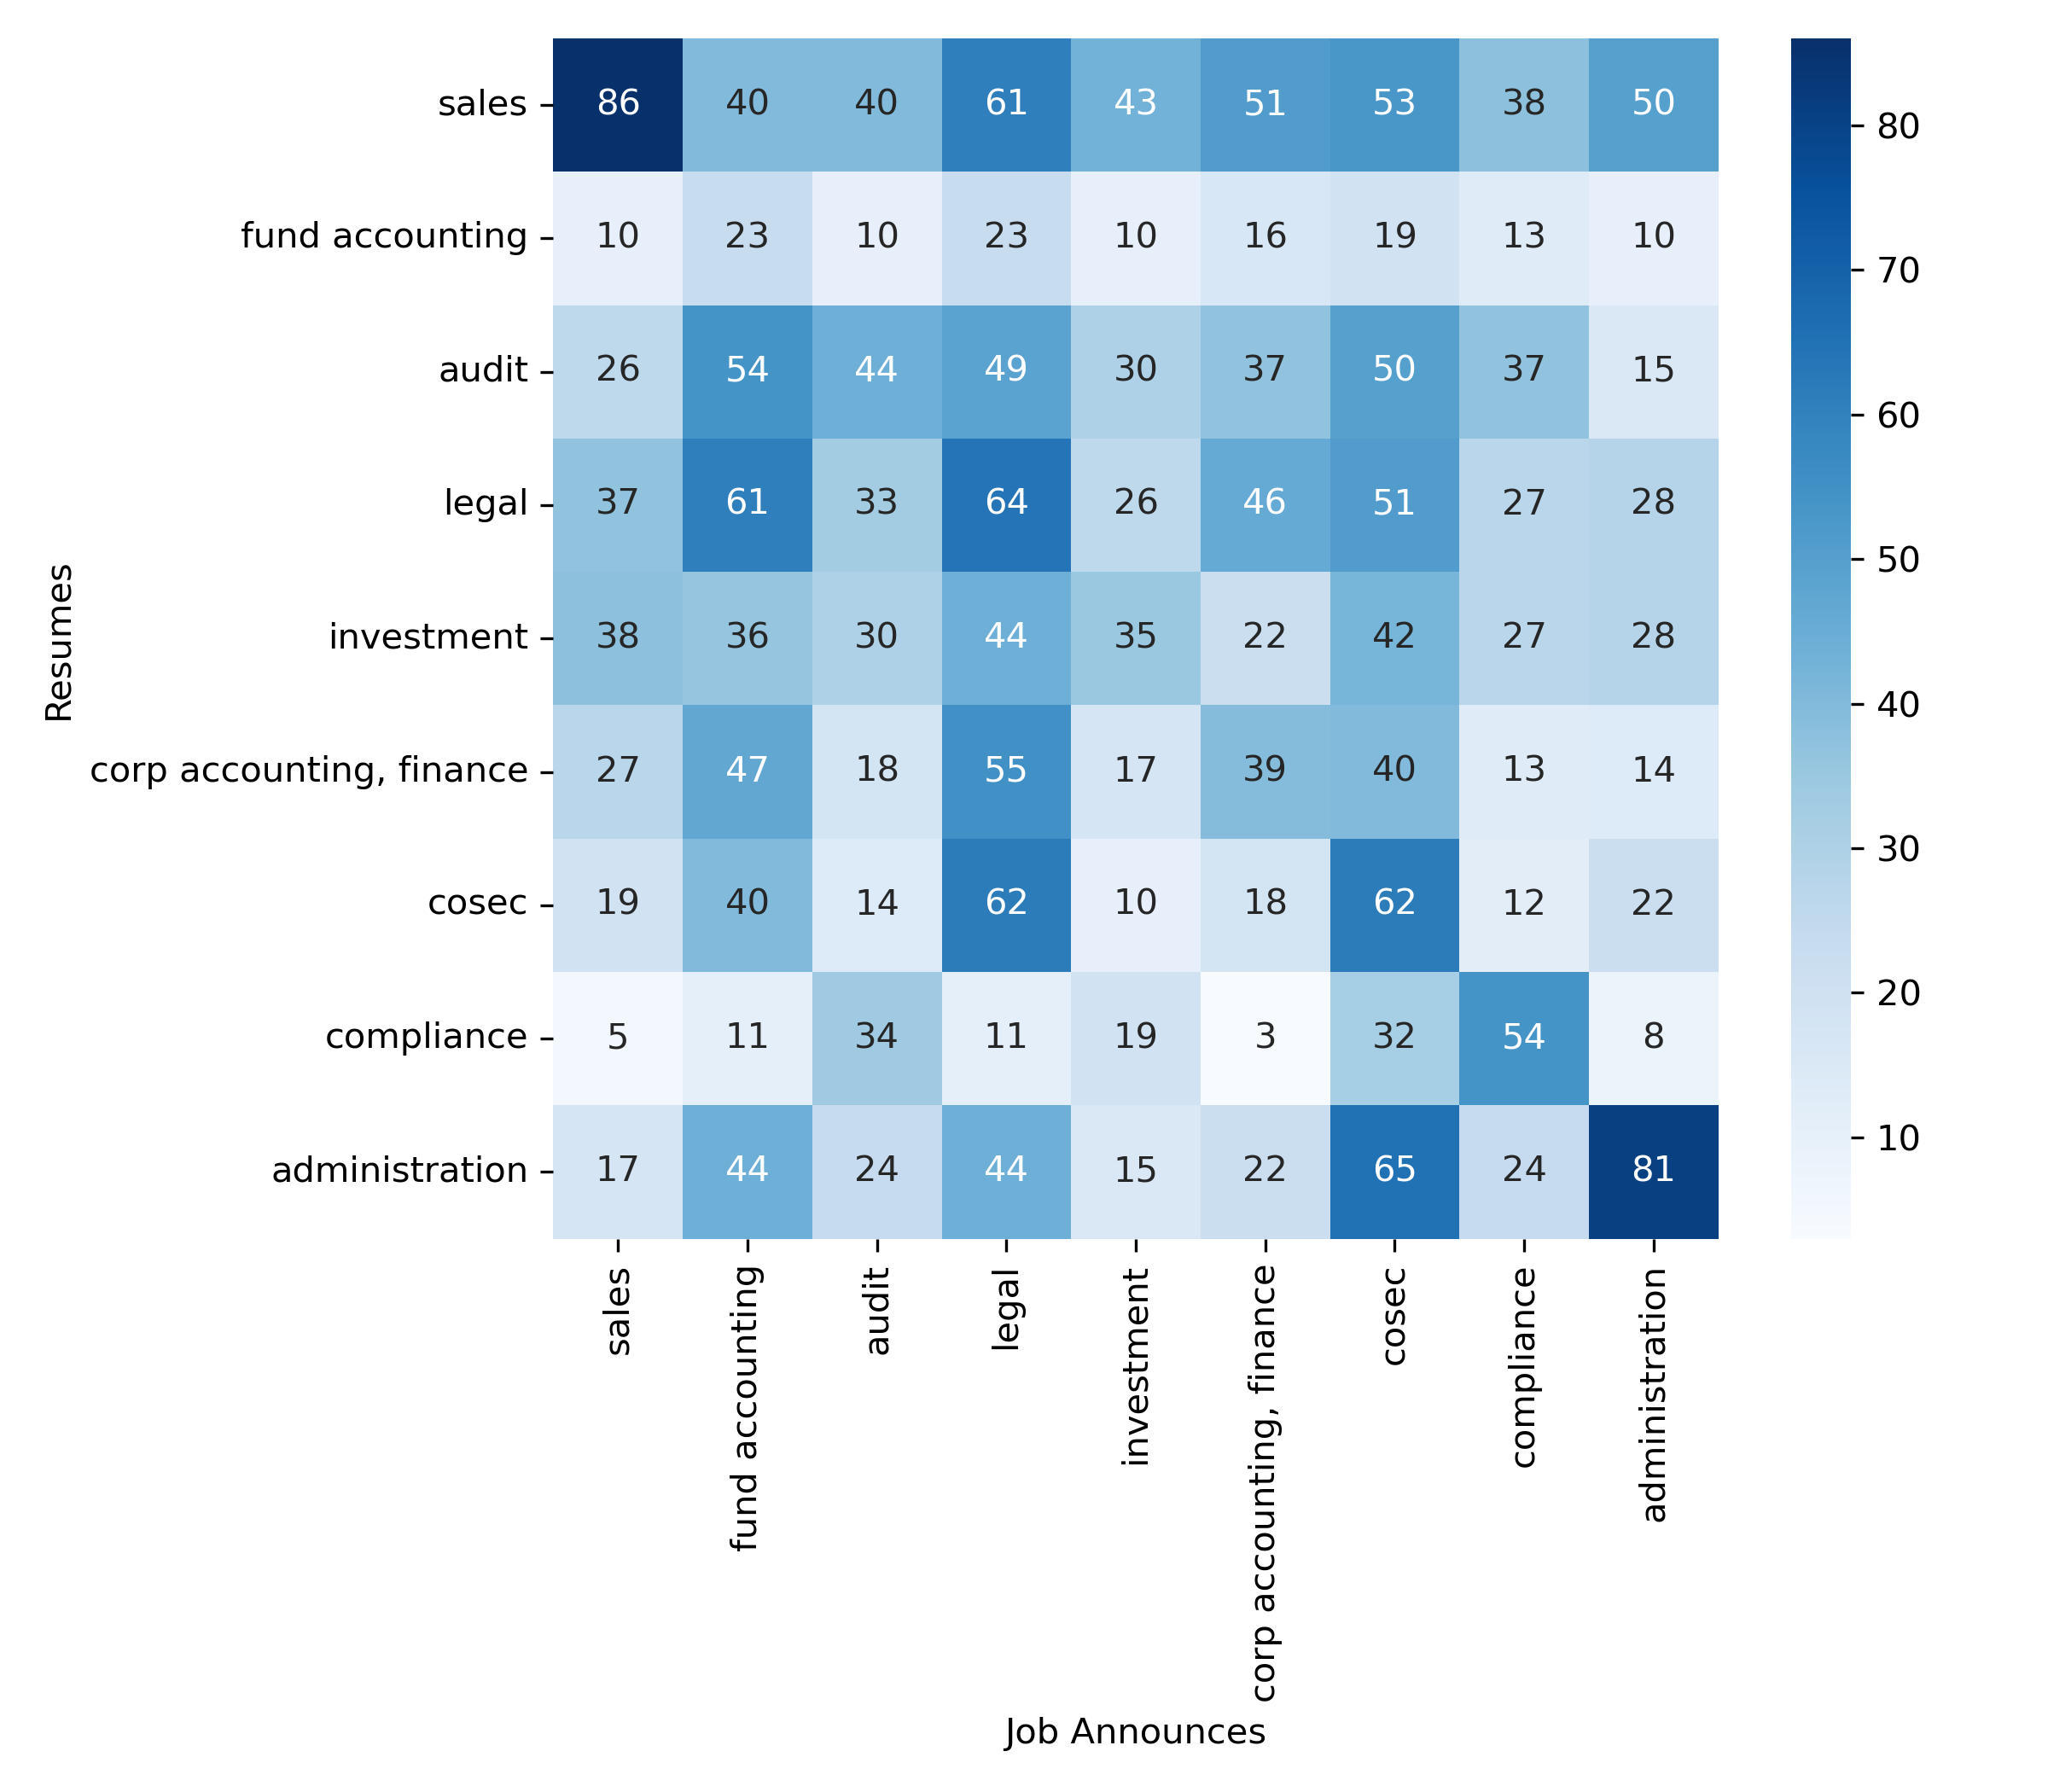 sales 86 40 40 61 43 51 53 38 50
fund accounting 10 23 10 23 10 16 19 13 10
audit 26 54 44 49 30 37 50 37 15
legal 37 61 33 64 26 46 51 27 28
investment 38 36 30 44 35 22 42 27 28
corp accounting, finance 27 47 18 55 17 39 40 13 14
cosec 19 40 14 62 10 18 62 12 22
compliance 5 11 34 11 19 3 32 54 8
administration 17 44 24 44 15 22 65 24 81
Resumes
sales
fund accounting
audit
legal
investment
corp accounting, finance
cosec
compliance
administration
Job Announces
80
70
60
50
40
30
20
10